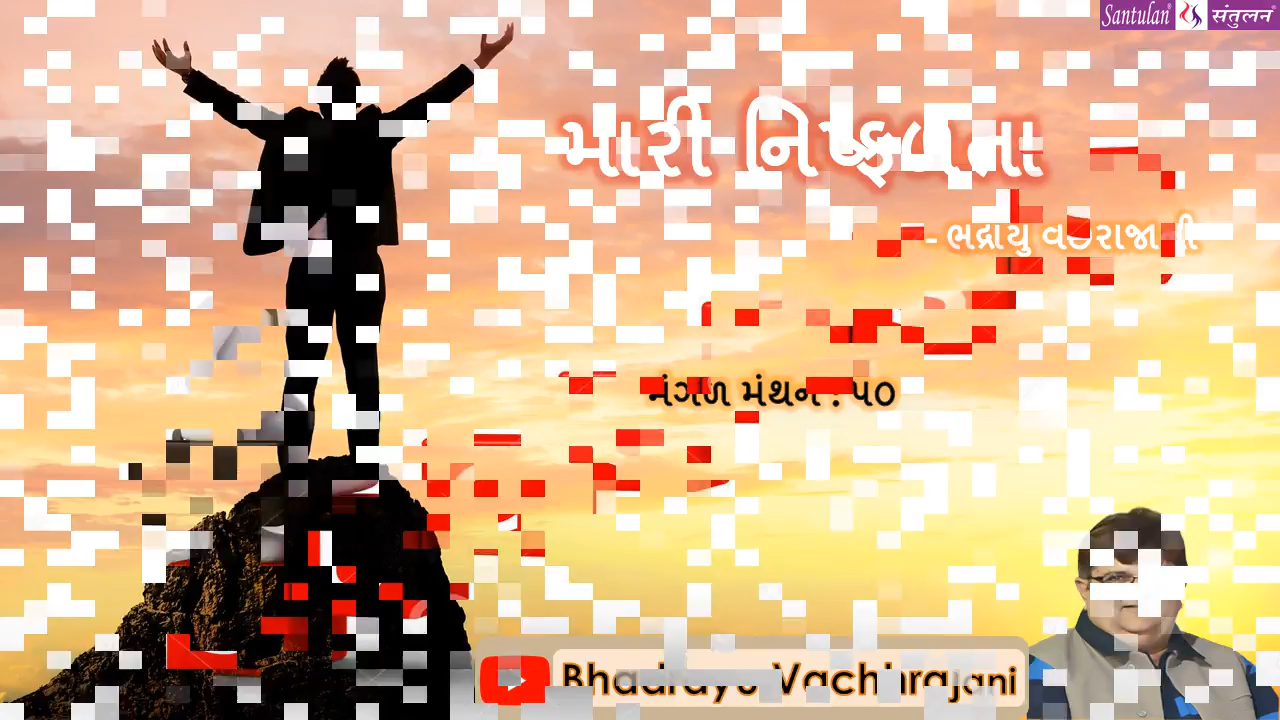 Santulan संतुलन
મારી નિષ્ફળતા
- ભદ્રાયુ વછરાજાની
મંગળ મંથન : ૫૦
Bhadrayu Vachhrajani